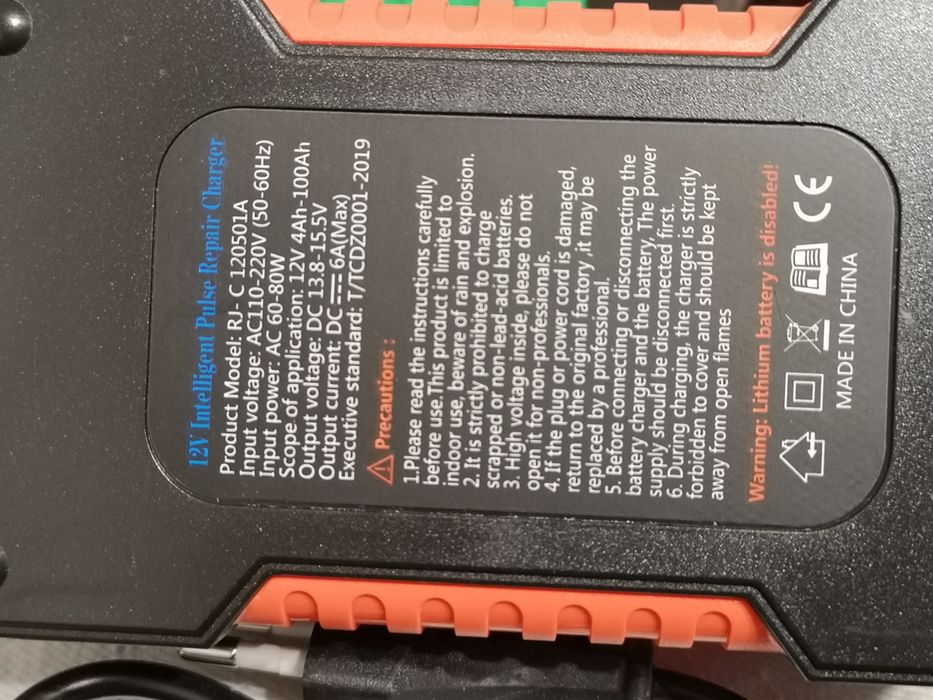 12V Intelligent Pulse Repair Charger
Product Model: RJ- C 120501A
Input voltage: AC110-220V (50-60Hz)
Input power: AC 60-80W
Scope of application: 12V 4Ah-100Ah
Output voltage: DC 13.8-15.5V
Output current: DC 6A(Max)
Executive standard: T/TCDZ0001-2019
Precautions :
1.Please read the instructions carefully
before use.This product is limited to
indoor use, beware of rain and explosion.
2. It is strictly prohibited to charge
scrapped or non-lead-acid batteries.
3. High voltage inside, please do not
open it for non-professionals.
4. If the plug or power cord is damaged,
return to the original factory ,it may be
replaced by a professional.
5. Before connecting or disconnecting the
battery charger and the battery, The power
supply should be disconnected first.
6. During charging, the charger is strictly
forbidden to cover and should be kept
away from open flames
Warning: Lithium battery is disabled!
CE
MADE IN CHINA